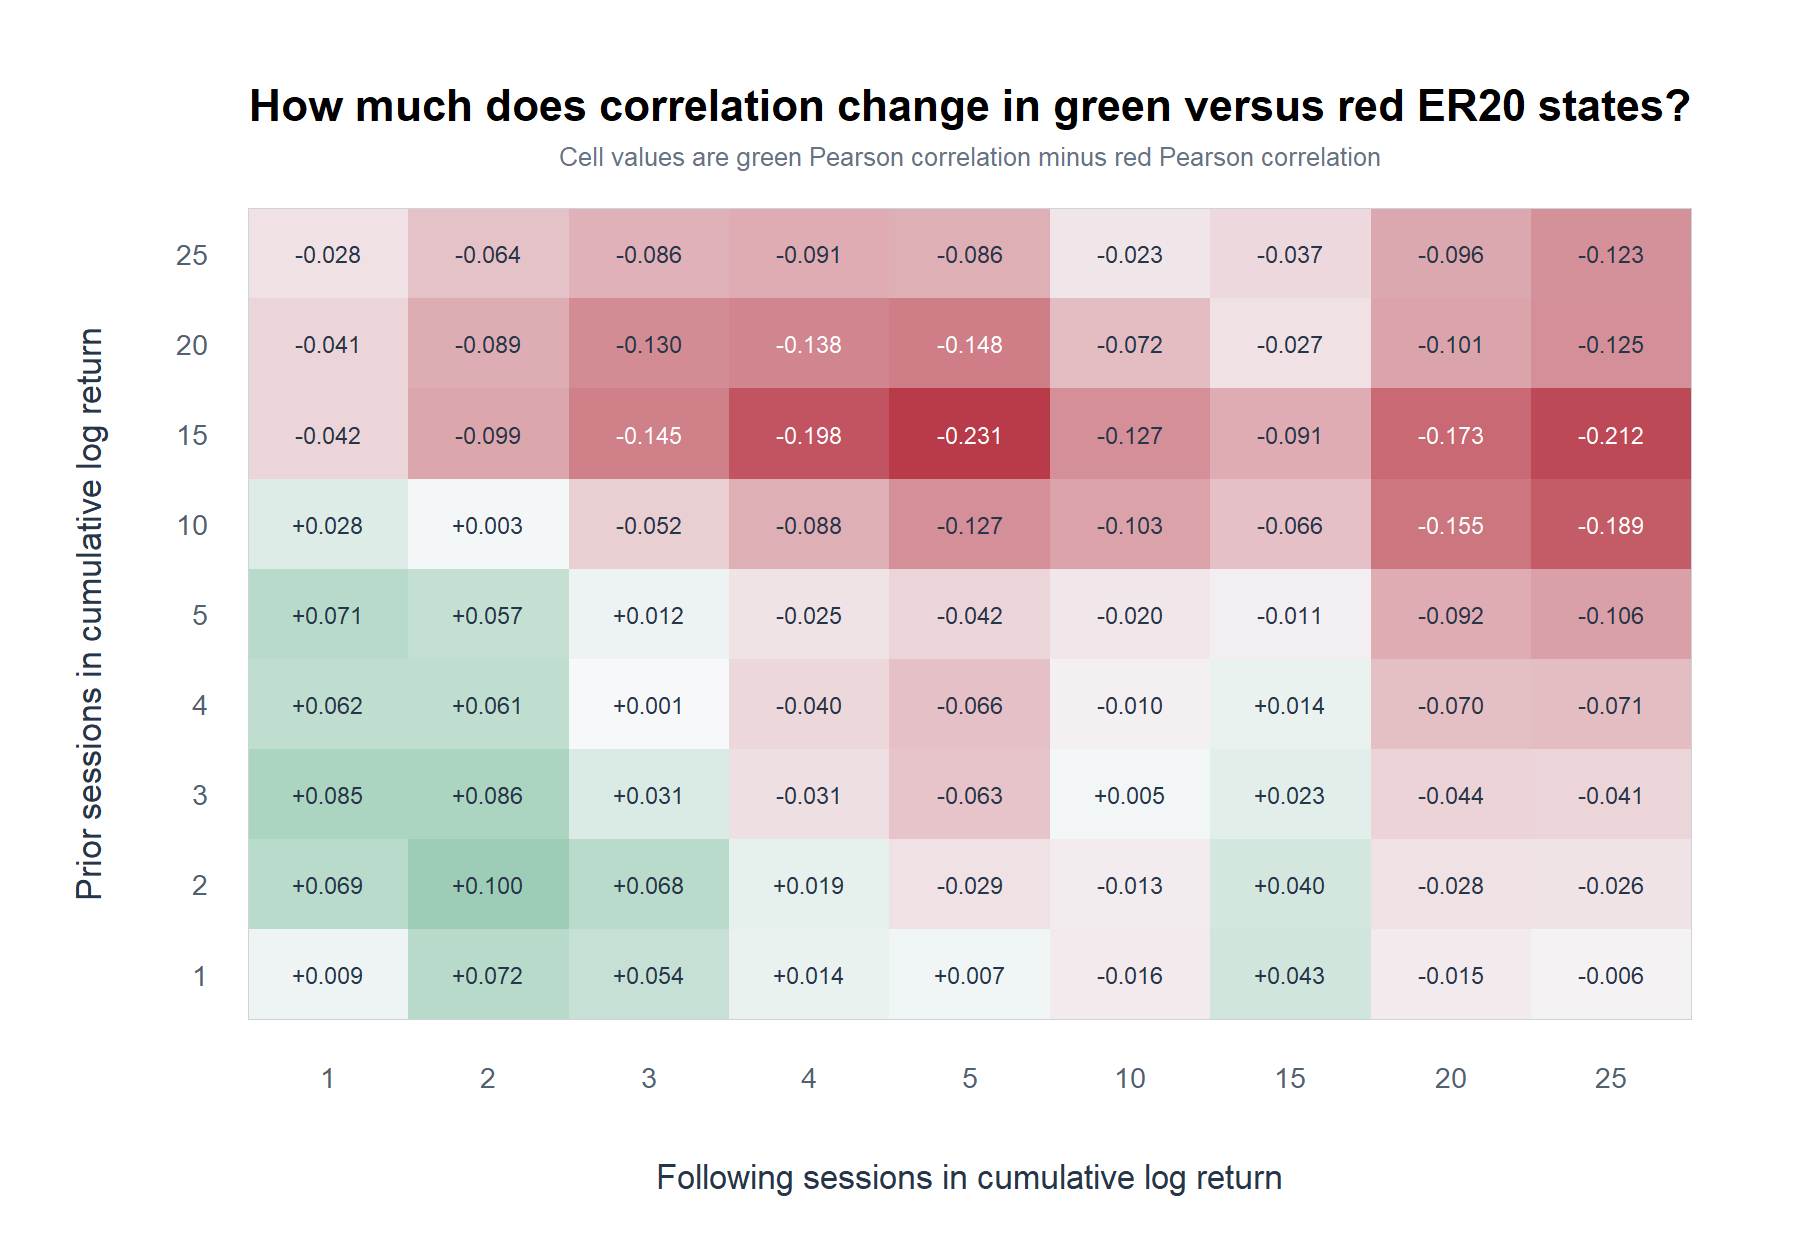 How much does correlation change in green versus red ER20 states?
Cell values are green Pearson correlation minus red Pearson correlation
Prior sessions in cumulative log return
25 -0.028 -0.064 -0.086 -0.091 -0.086 -0.023 -0.037 -0.096 -0.123
20 -0.041 -0.089 -0.130 -0.138 -0.148 -0.072 -0.027 -0.101 -0.125
15 -0.042 -0.099 -0.145 -0.198 -0.231 -0.127 -0.091 -0.173 -0.212
10 +0.028 +0.003 -0.052 -0.088 -0.127 -0.103 -0.066 -0.155 -0.189
5 +0.071 +0.057 +0.012 -0.025 -0.042 -0.020 -0.011 -0.092 -0.106
4 +0.062 +0.061 +0.001 -0.040 -0.066 -0.010 +0.014 -0.070 -0.071
3 +0.085 +0.086 +0.031 -0.031 -0.063 +0.005 +0.023 -0.044 -0.041
2 +0.069 +0.100 +0.068 +0.019 -0.029 -0.013 +0.040 -0.028 -0.026
1 +0.009 +0.072 +0.054 +0.014 +0.007 -0.016 +0.043 -0.015 -0.006
1 2 3 4 5 10 15 20 25
Following sessions in cumulative log return